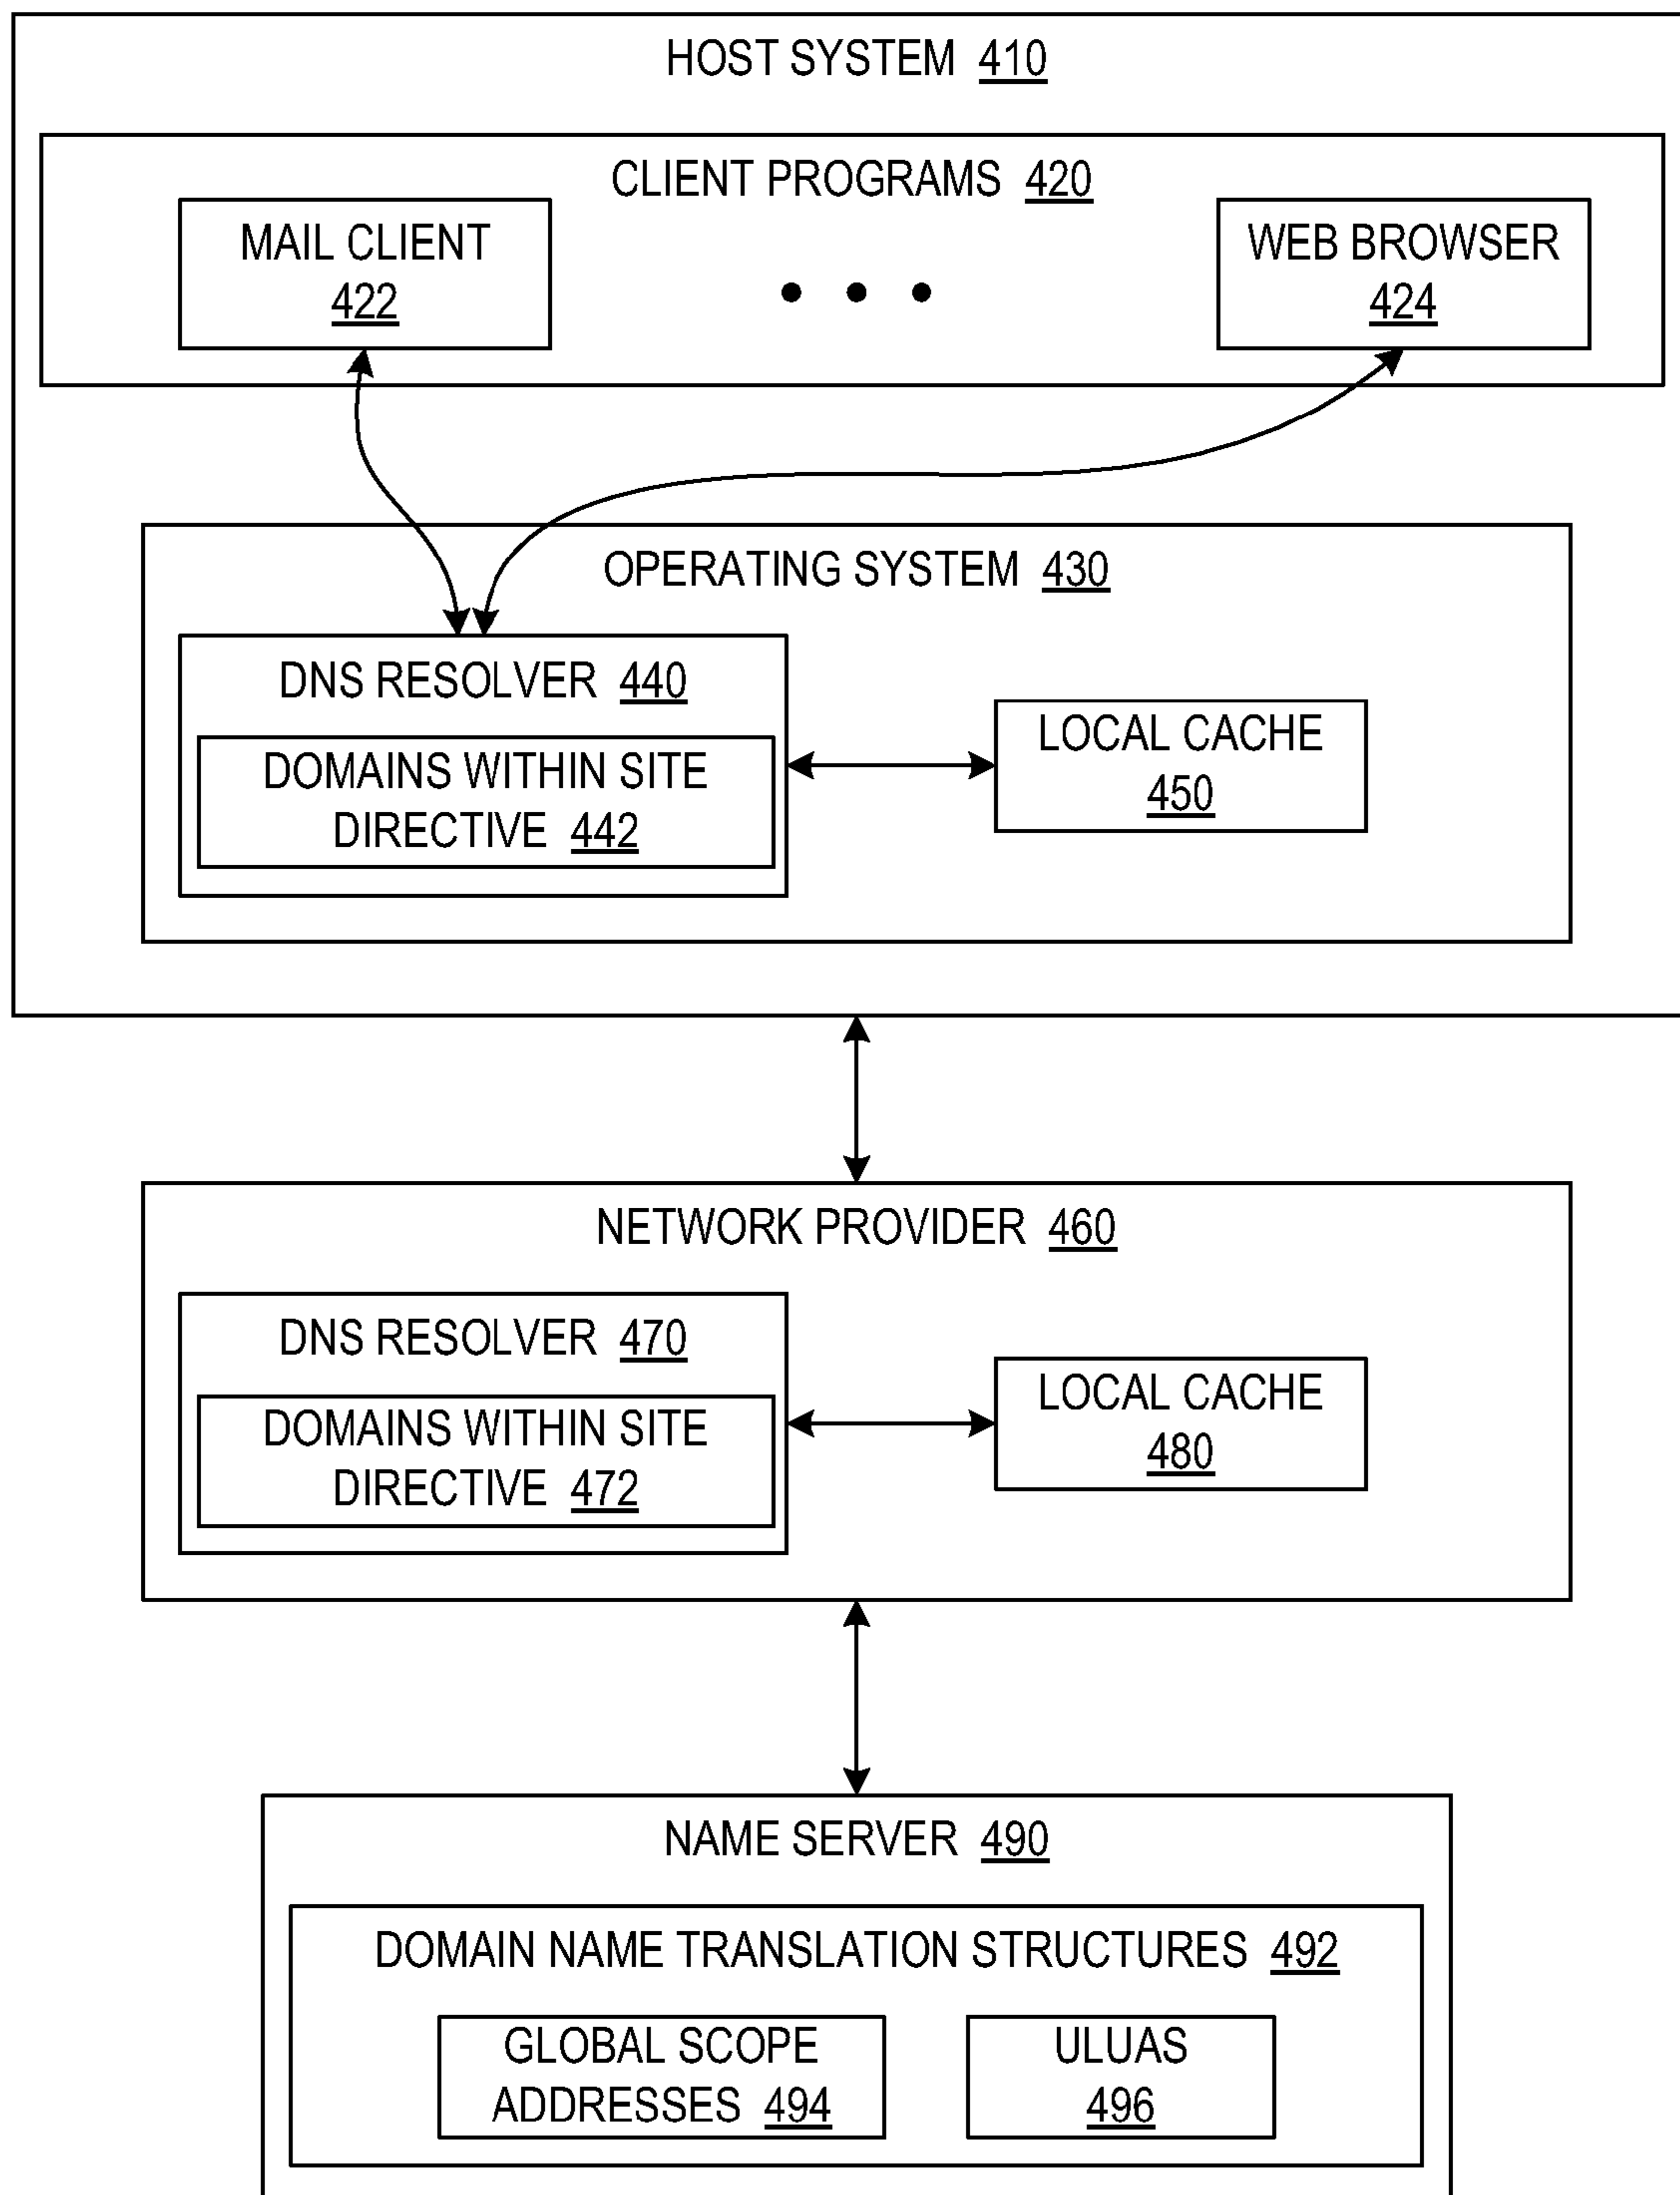 HOST SYSTEM 410
CLIENT PROGRAMS 420
MAIL CLIENT
422
WEB BROWSER
424
OPERATING SYSTEM 430
DNS RESOLVER 440
DOMAINS WITHIN SITE
DIRECTIVE 442
LOCAL CACHE
450
NETWORK PROVIDER 460
DNS RESOLVER 470
DOMAINS WITHIN SITE
DIRECTIVE 472
LOCAL CACHE
480
NAME SERVER 490
DOMAIN NAME TRANSLATION STRUCTURES 492
GLOBAL SCOPE
ADDRESSES 494
ULUAS
496